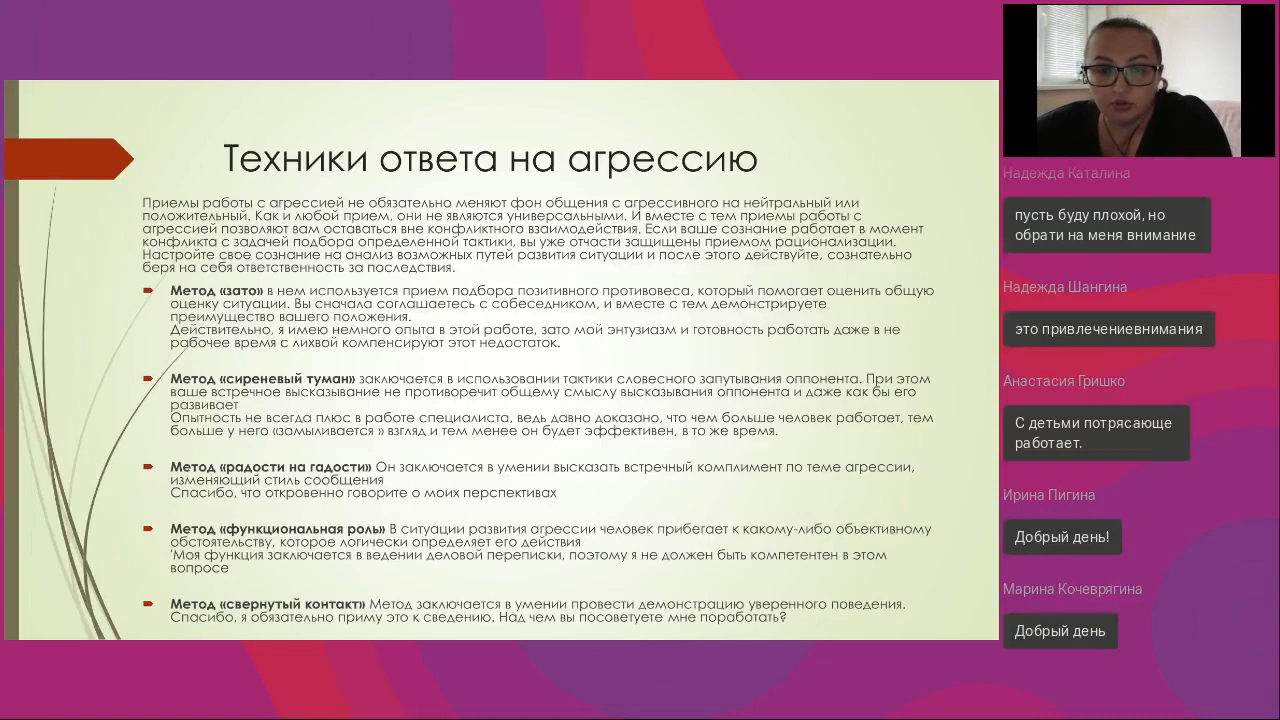 Техники ответа на агрессию
Приемы работы с агрессией не обязательно меняют фон общения с агрессивного на нейтральный или
положительный. Как и любой прием, они не являются универсальными. И вместе с тем приемы работы с
агрессией позволяют вам оставаться вне конфликтного взаимодействия. Если ваше сознание работает в момент
конфликта с задачей подбора определенной тактики, вы уже отчасти защищены приемом рационализации.
Настройте свое сознание на анализ возможных путей развития ситуации и после этого действуйте, сознательно
беря на себя ответственность за последствия.
Метод «зато» в нем используется прием подбора позитивного противовеса, который помогает оценить общую
оценку ситуации. Вы сначала соглашаетесь с собеседником, и вместе с тем демонстрируете
преимущество вашего положения.
Действительно, я имею немного опыта в этой работе, зато мой энтузиазм и готовность работать даже в не
рабочее время с лихвой компенсируют этот недостаток.
Метод «сиреневый туман» заключается в использовании тактики словесного запутывания оппонента. При этом
ваше встречное высказывание не противоречит общему смыслу высказывания оппонента и даже как бы его
развивает
Опытность не всегда плюс в работе специалиста, ведь давно доказано, что чем больше человек работает, тем
больше у него «замыливается » взгляд и тем менее он будет эффективен, в то же время.
Метод «радости на гадости» Он заключается в умении высказать встречный комплимент по теме агрессии,
изменяющий стиль сообщения
Спасибо, что откровенно говорите о моих перспективах
Метод «функциональная роль» В ситуации развития агрессии человек прибегает к какому-либо объективному
обстоятельству, которое логически определяет его действия
'Моя функция заключается в ведении деловой переписки, поэтому я не должен быть компетентен в этом
вопросе
Метод «свернутый контакт» Метод заключается в умении провести демонстрацию уверенного поведения.
Спасибо, я обязательно приму это к сведению. Над чем вы посоветуете мне поработать?
Надежда Каталина
пусть буду плохой, но
обрати на меня внимание
Надежда Шангина
это привлечениевнимания
Анастасия Гришко
С детьми потрясающе
работает.
Ирина Пигина
Добрый день!
Марина Кочеврягина
Добрый день